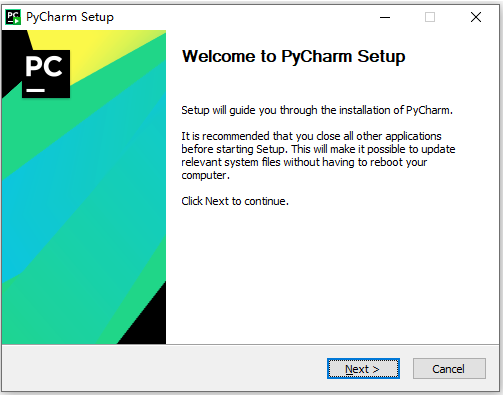 PyCharm Setup
PC
Welcome to PyCharm Setup
Setup will guide you through the installation of PyCharm.
It is recommended that you close all other applications
before starting Setup. This will make it possible to update
relevant system files without having to reboot your
computer.
Click Next to continue.
Next >
Cancel